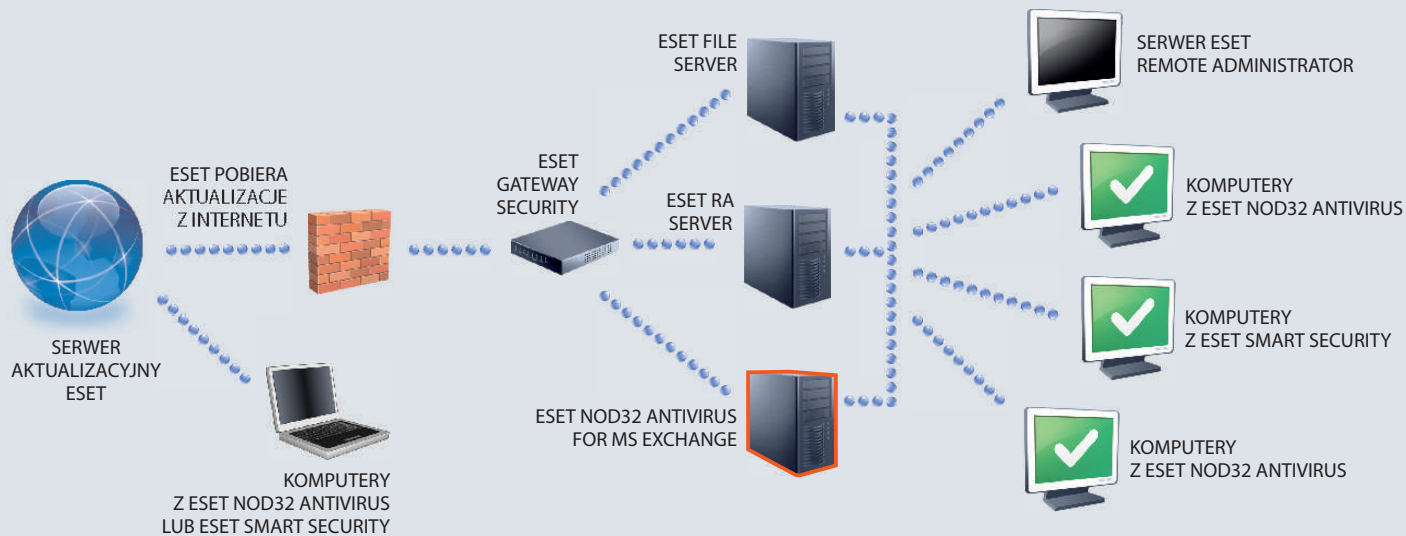 ESET POBIERA
AKTUALIZACJE
Z INTERNETU
SERWER
AKTUALIZACYJNY
ESET
KOMPUTERY
Z ESET NOD32 ANTIVIRUS
LUB ESET SMART SECURITY
ESET
GATEWAY
SECURITY
ESET FILE
SERVER
ESET RA
SERVER
ESET NOD32 ANTIVIRUS
FOR MS EXCHANGE
SERWER ESET
REMOTE ADMINISTRATOR
KOMPUTERY
Z ESET NOD32 ANTIVIRUS
KOMPUTERY
Z ESET SMART SECURITY
KOMPUTERY
Z ESET NOD32 ANTIVIRUS